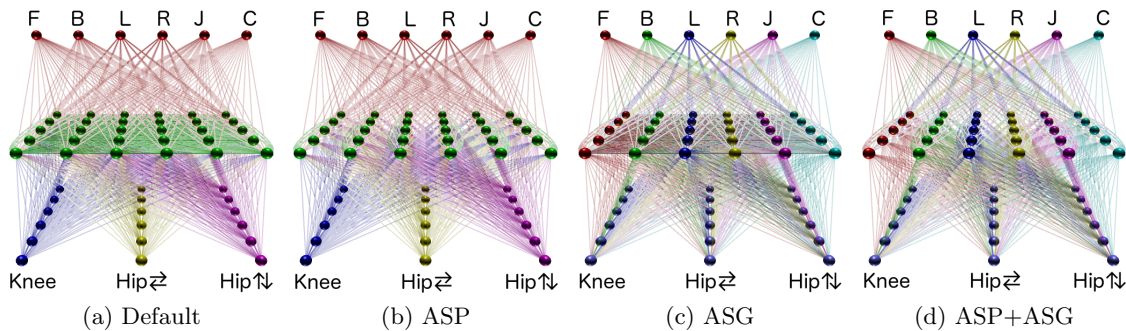 F B L R J C F B L R J C F B L R J C F B L R J C
Knee Hip⇄ Hip⇅ Knee Hip⇄ Hip⇅ Knee Hip⇄ Hip⇅ Knee Hip⇄ Hip⇅
(a) Default (b) ASP (c) ASG (d) ASP+ASG